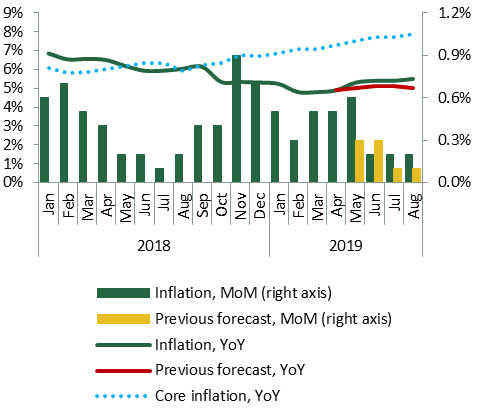 9%
8%
7%
6%
5%
4%
3%
2%
1%
0%
1.2%
0.9%
0.6%
0.3%
0.0%
Jan Feb Mar Apr May Jun Jul Aug Sep Oct Nov Dec Jan Feb Mar Apr May Jun Jul Aug
2018 2019
Inflation, MoM (right axis)
Previous forecast, MoM (right axis)
Inflation, YoY
Previous forecast, YoY
Core inflation, YoY